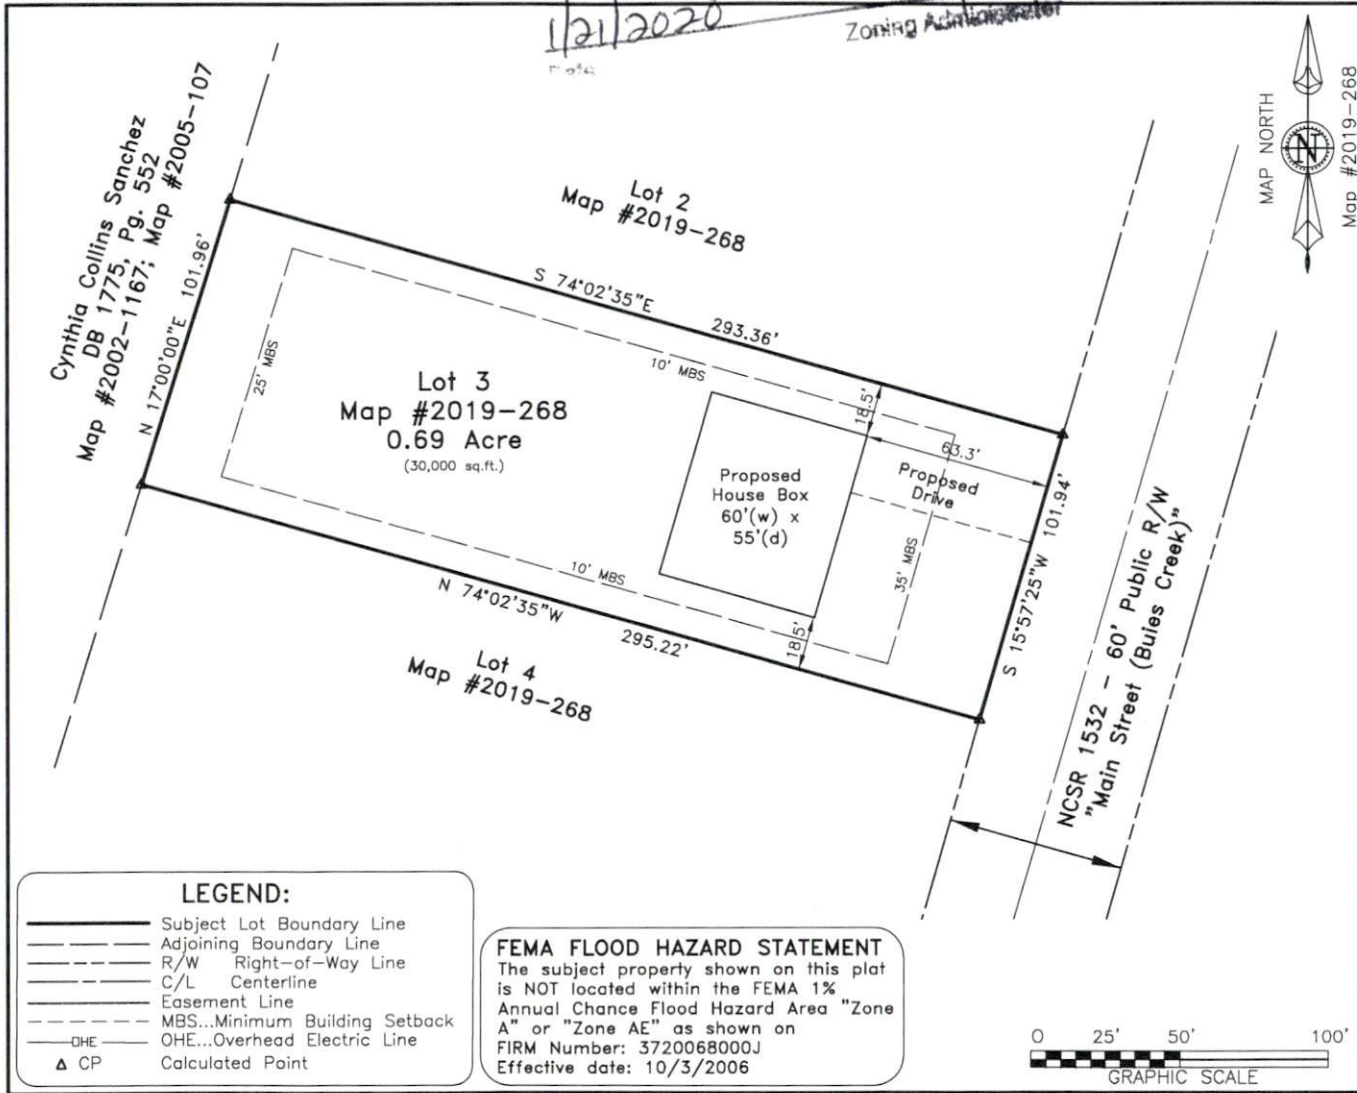 1/21/2020
Zoning Administrator
Date
MAP NORTH
N
Map #2019-268
Cynthia Collins Sanchez
DB 1775, Pg. 552
Map #2002-1167; Map #2005-107
Lot 2
Map #2019-268
N 17°00'00"E 101.96'
S 74°02'35"E 293.36'
25' MBS
10' MBS
Lot 3
Map #2019-268
0.69 Acre
(30,000 sq.ft.)
18.5'
63.3'
Proposed
House Box
60'(w) x
55'(d)
Proposed
Drive
S 15°57'25"W 101.94'
35' MBS
10' MBS
N 74°02'35"W 295.22'
18.5'
Lot 4
Map #2019-268
NCSR 1532 - 60' Public R/W
"Main Street (Buies Creek)"
LEGEND:
Subject Lot Boundary Line
Adjoining Boundary Line
R/W Right-of-Way Line
C/L Centerline
Easement Line
MBS...Minimum Building Setback
OHE OHE...Overhead Electric Line
CP Calculated Point
FEMA FLOOD HAZARD STATEMENT
The subject property shown on this plat
is NOT located within the FEMA 1%
Annual Chance Flood Hazard Area "Zone
A" or "Zone AE" as shown on
FIRM Number: 3720068000J
Effective date: 10/3/2006
0 25' 50' 100'
GRAPHIC SCALE